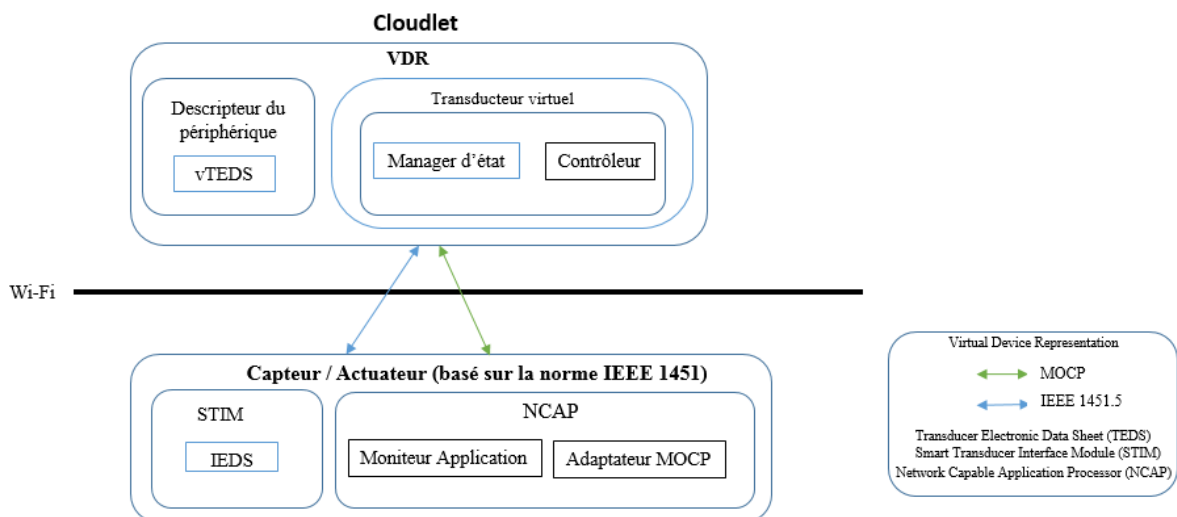 Cloudlet
VDR
Descripteur du
périphérique
vTEDS
Transducteur virtuel
Manager d'état
Contrôleur
Wi-Fi
Capteur / Actuateur (basé sur la norme IEEE 1451)
STIM
IEDS
NCAP
Moniteur Application
Adaptateur MOCP
Virtual Device Representation
MOCP
IEEE 1451.5
Transducer Electronic Data Sheet (TEDS)
Smart Transducer Interface Module (STIM)
Network Capable Application Processor (NCAP)